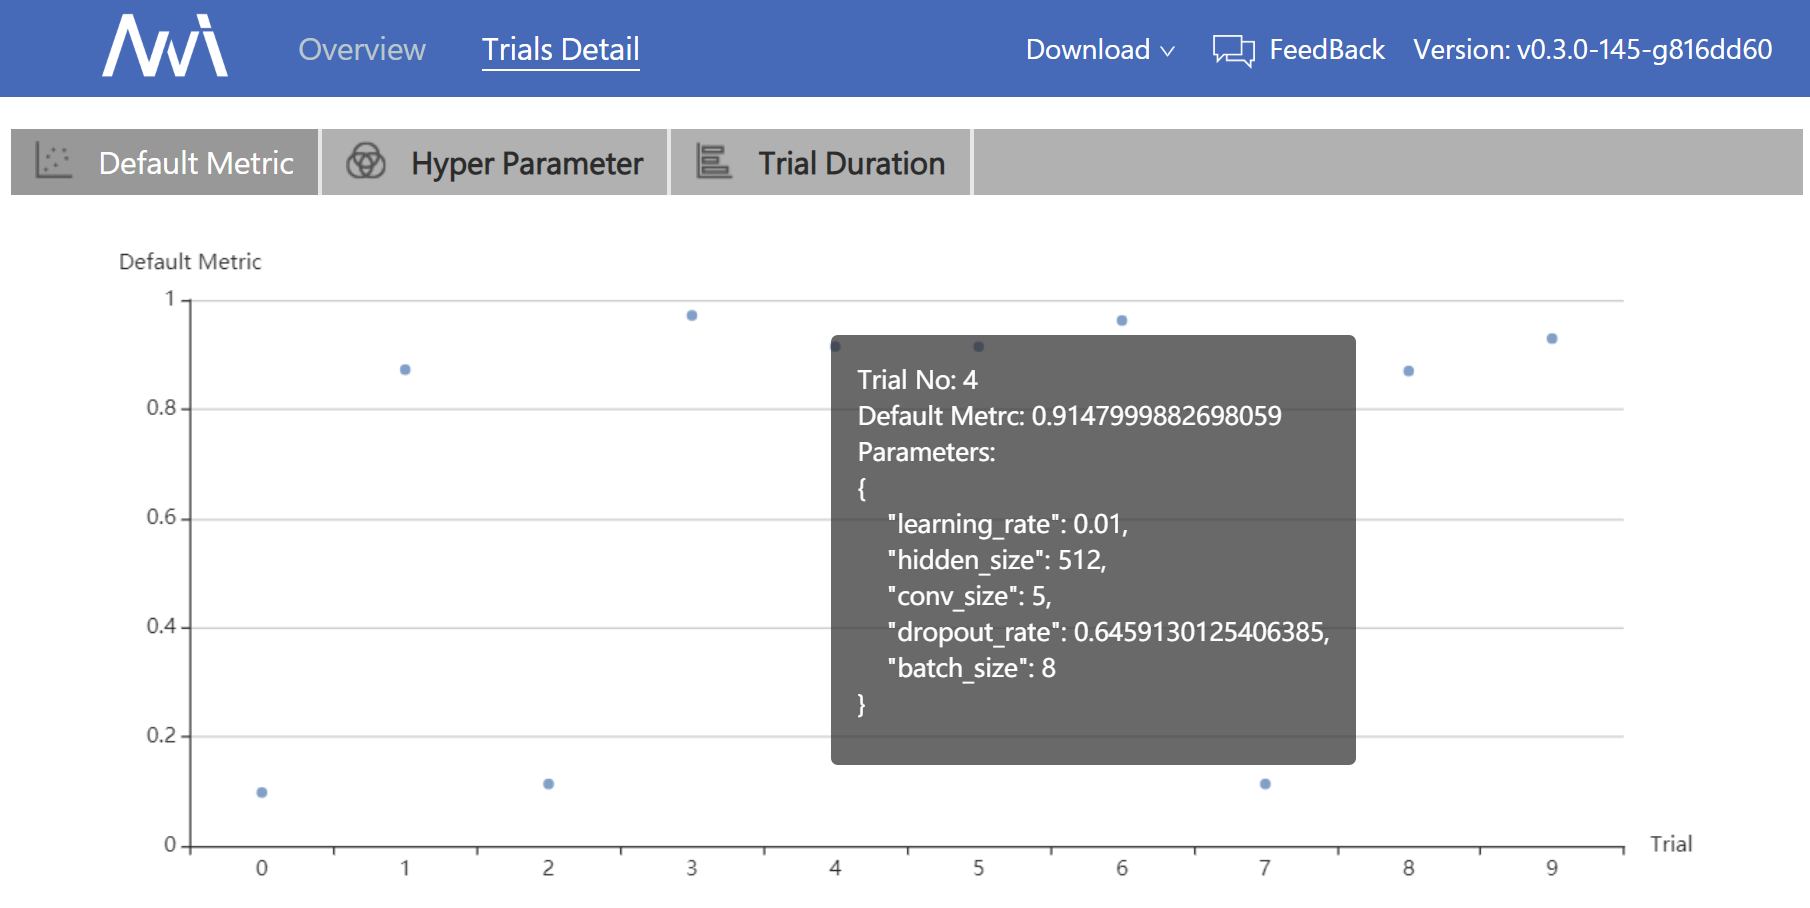 Overview Trials Detail Download FeedBack Version: v0.3.0-145-g816dd60
Default Metric Hyper Parameter Trial Duration
Default Metric
1
0.8
0.6
0.4
0.2
0
Trial No: 4
Default Metrc: 0.9147999882698059
Parameters:
{
"learning_rate": 0.01,
"hidden_size": 512,
"conv_size": 5,
"dropout_rate": 0.6459130125406385,
"batch_size": 8
}
Trial
0 1 2 3 4 5 6 7 8 9